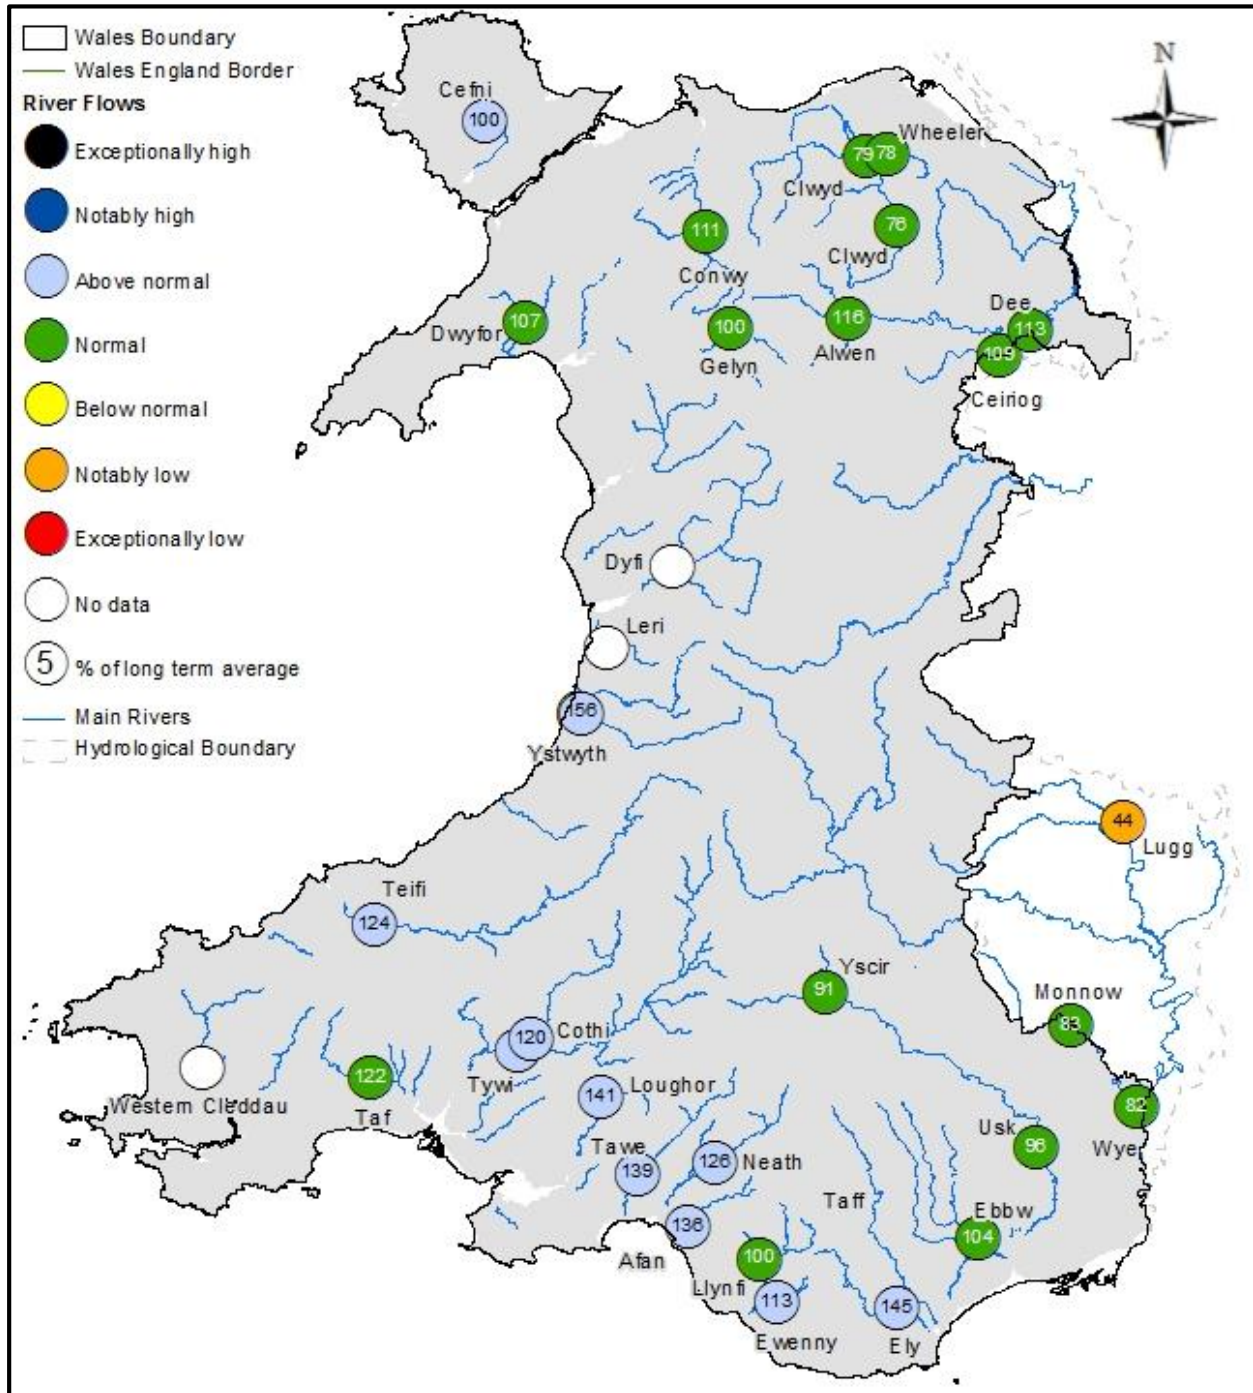 Wales Boundary
Wales England Border
River Flows
Exceptionally high
Notably high
Above normal
Normal
Below normal
Notably low
Exceptionally low
No data
5 % of long term average
Main Rivers
Hydrological Boundary
N
Cefni
100
Wheeler
79 78
Clwyd
76
Clwyd
111
Conwy
107
Dwyfor
100
Gelyn
116
Alwen
Dee
113
109
Ceiriog
Dyfi
Leri
156
Ystwyth
44
Lugg
Teifi
124
Yscir
91
Monnow
83
120 Cothi
Tywi
Western Cleddau
122
Taf
141 Loughor
82
Wye
Usk
96
Tawe
139
126 Neath
Taff
Ebbw
104
136
Afan
100
Llynfi
113
Ewenny
145
Ely